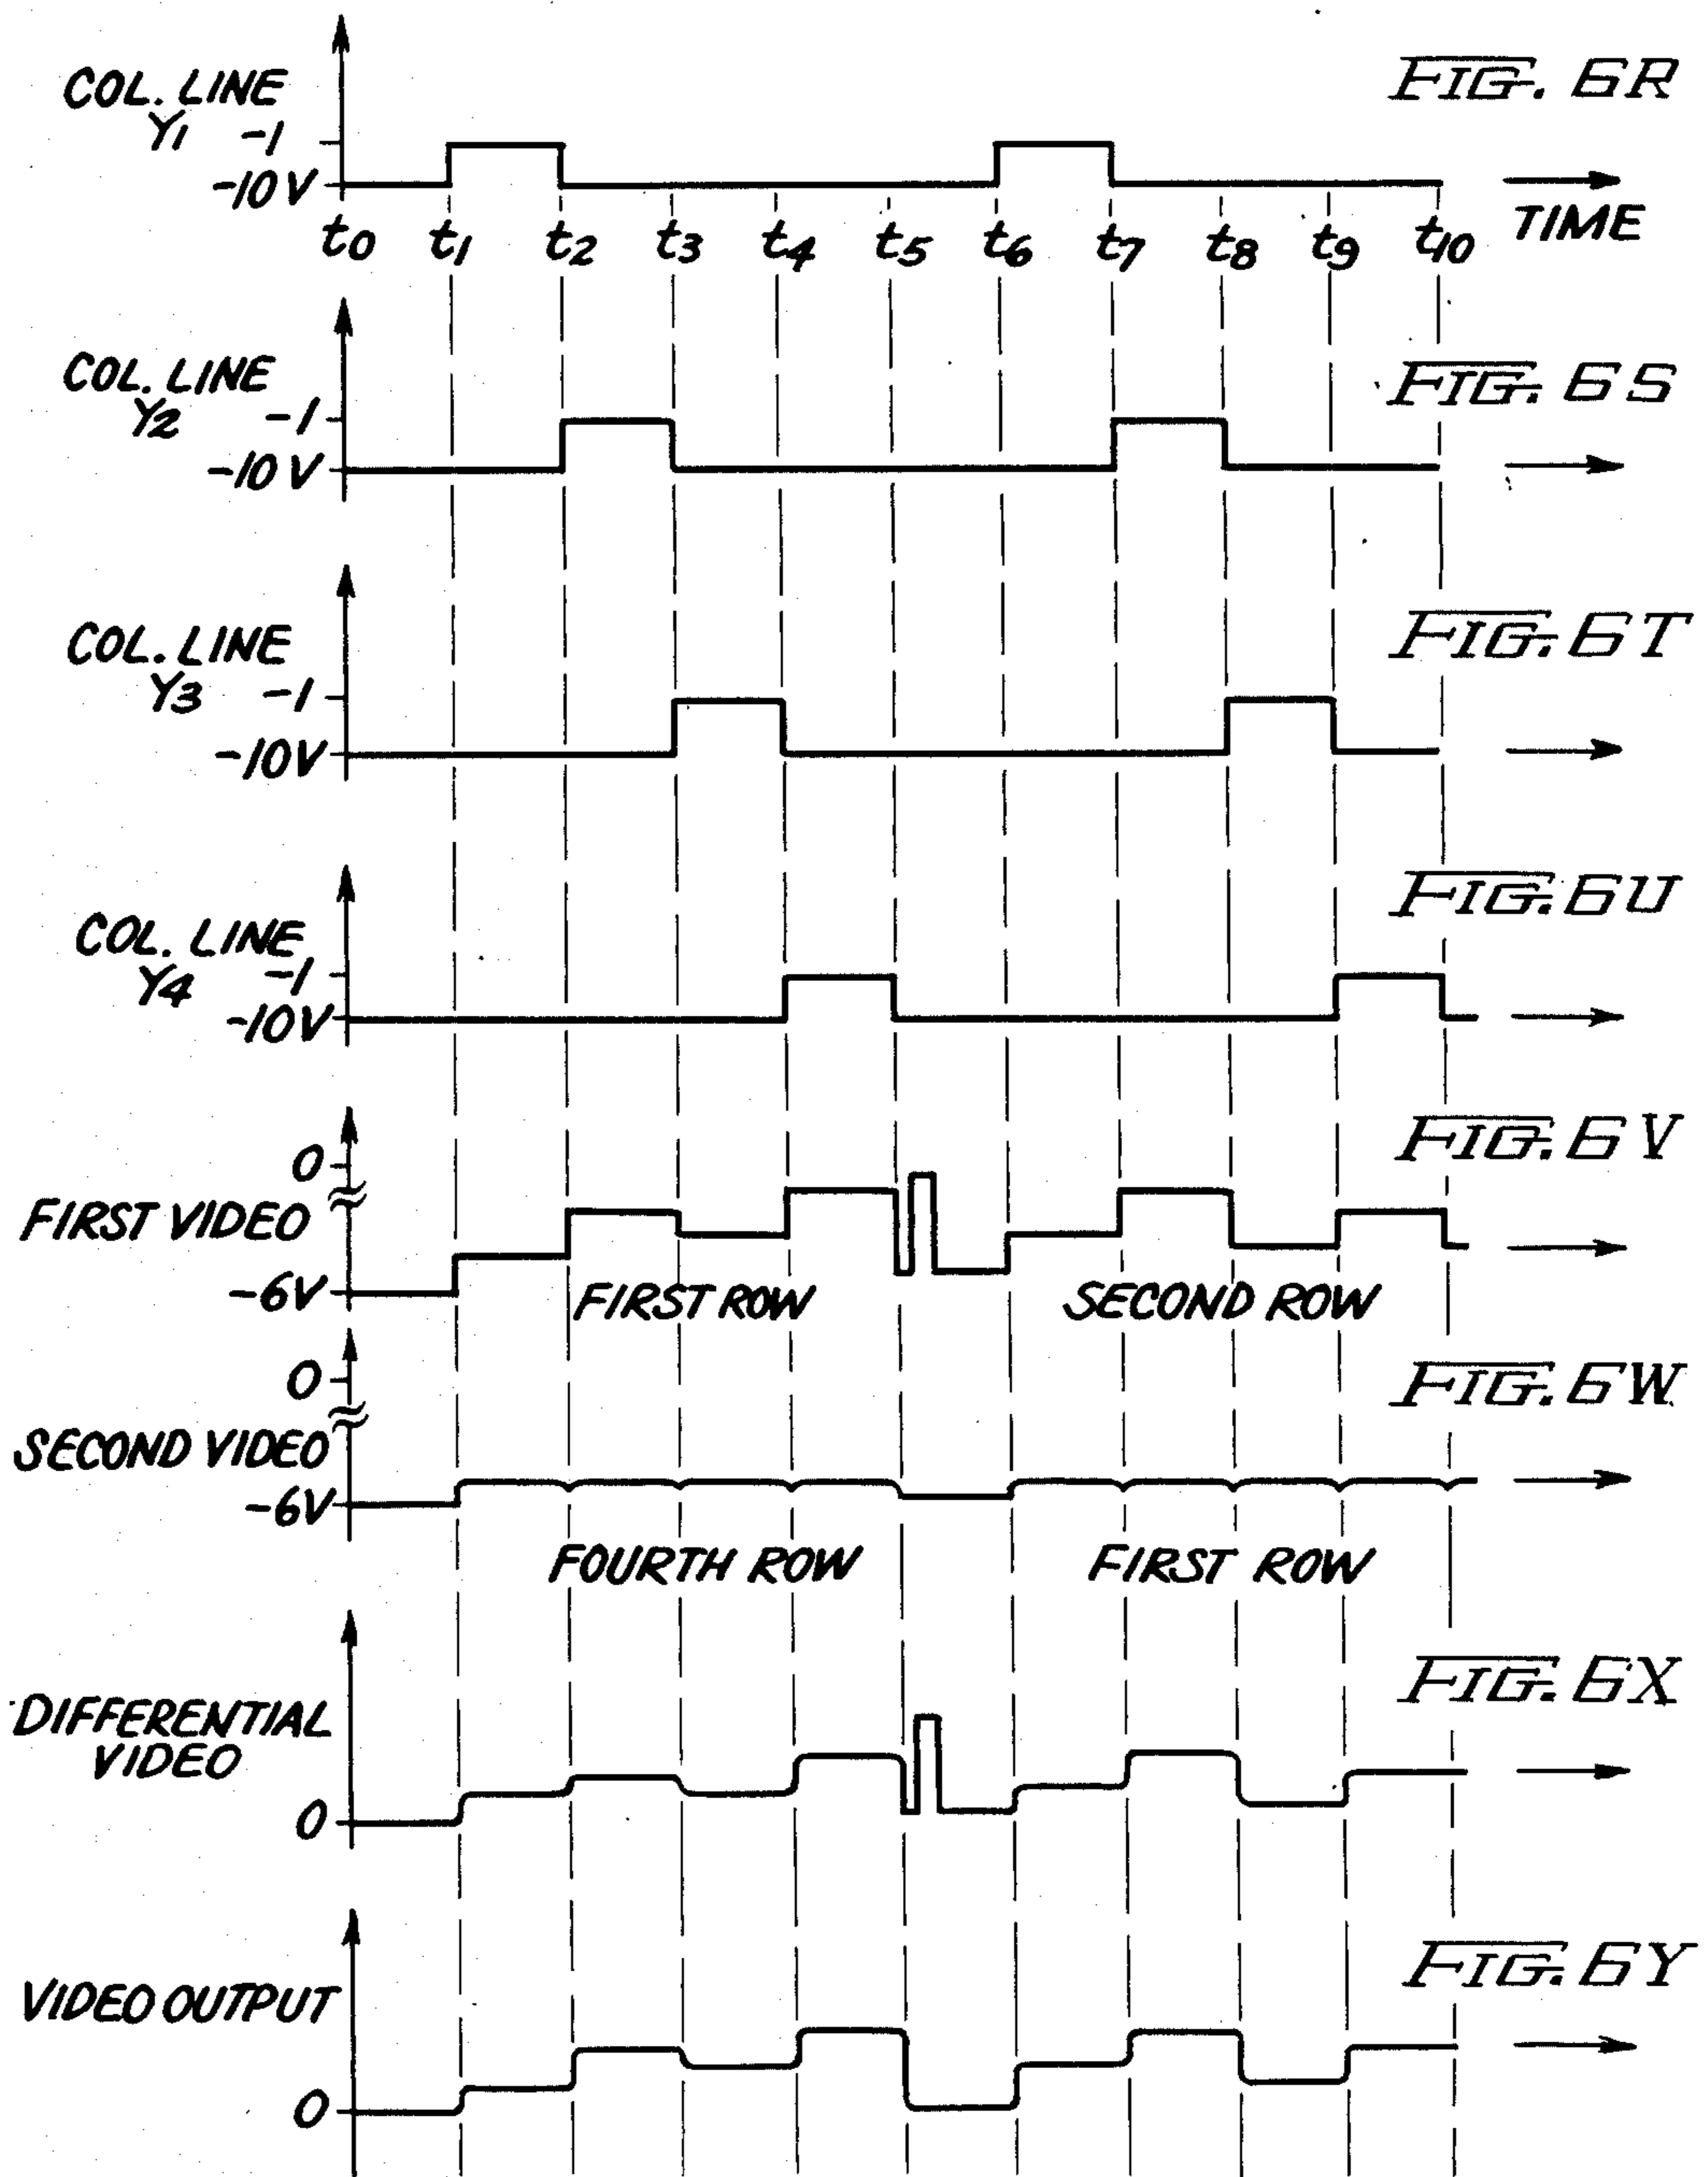 FIG. 6R
COL. LINE
Y1 -1
-10V
t0 t1 t2 t3 t4 t5 t6 t7 t8 t9 t10 TIME
FIG. 6S
COL. LINE
Y2 -1
-10V
FIG. 6T
COL. LINE
Y3 -1
-10V
FIG. 6U
COL. LINE
Y4 -1
-10V
FIG. 6V
0
FIRST VIDEO
-6V
FIRST ROW SECOND ROW
FIG. 6W
0
SECOND VIDEO
-6V
FOURTH ROW FIRST ROW
FIG. 6X
DIFFERENTIAL
VIDEO
0
FIG. 6Y
VIDEO OUTPUT
0